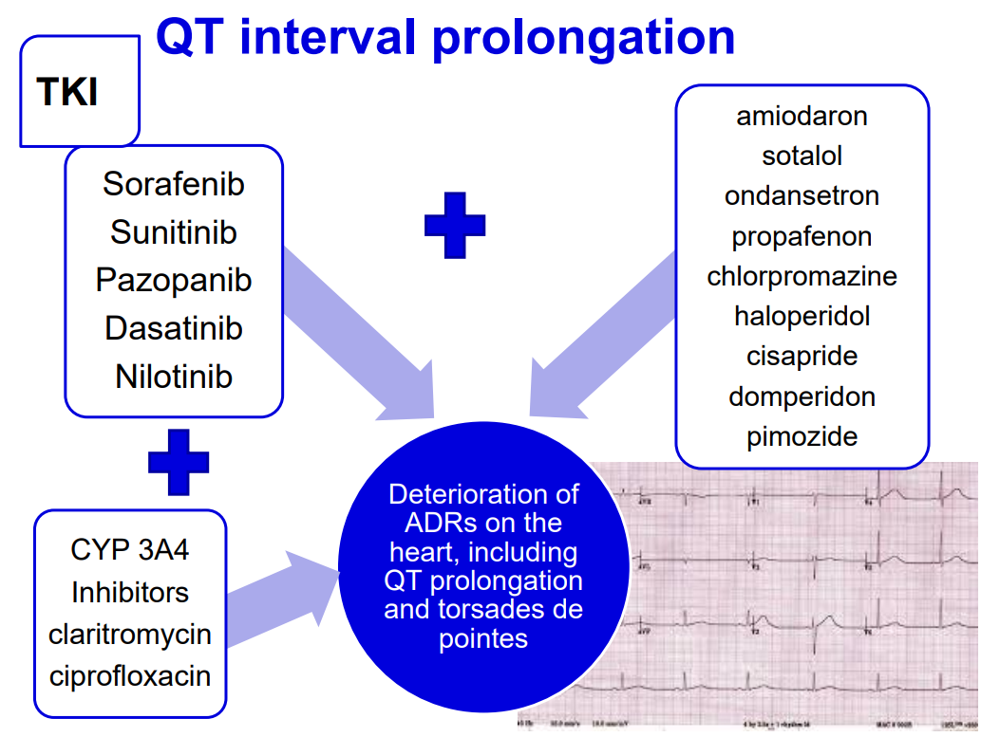 QT interval prolongation
TKI
Sorafenib
Sunitinib
Pazopanib
Dasatinib
Nilotinib
amiodaron
sotalol
ondansetron
propafenon
chlorpromazine
haloperidol
cisapride
domperidon
pimozide
CYP 3A4
Inhibitors
claritromycin
ciprofloxacin
Deterioration of
ADRs on the
heart, including
QT prolongation
and torsades de
pointes